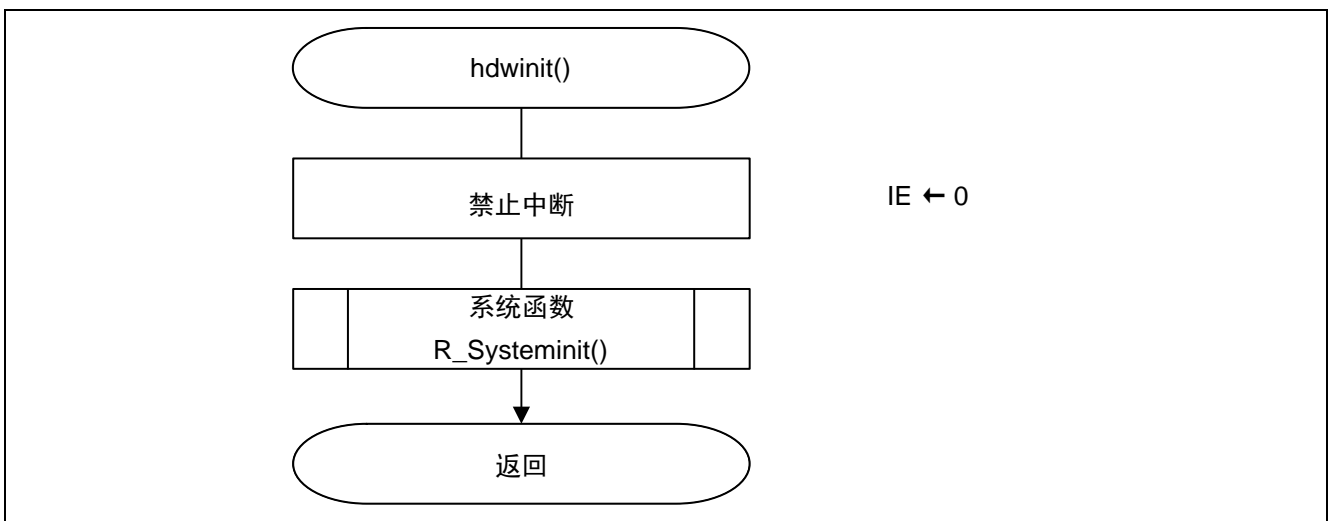 hdwinit()
禁止中断
IE ← 0
系统函数
R_Systeminit()
返回